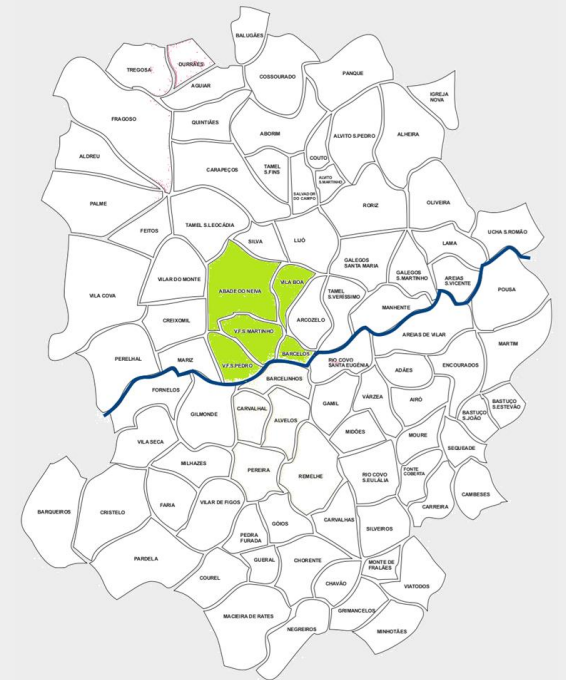 BALUGÃES
DURRÃES
TREGOSA
COSSOURADO
PANQUE
AGUIAR
IGREJA
NOVA
FRAGOSO
QUINTIÃES
ABORIM
ALVITO S.PEDRO
ALHEIRA
ALDREU
COUTO
CARAPEÇOS
TAMEL
S.FINS
ALVITO
S.MARTINHO
SALVADOR
DO CAMPO
PALME
RORIZ
OLIVEIRA
FEITOS
TAMEL S.LEOCÁDIA
UCHA S.ROMÃO
SILVA
LIJÓ
LAMA
GALEGOS
SANTA MARIA
GALEGOS
S.MARTINHO
AREIAS
S.VICENTE
VILAR DO MONTE
VILA BOA
ABADE DO NEIVA
POUSA
VILA COVA
TAMEL
S.VERÍSSIMO
MANHENTE
CREIXOMIL
ARCOZELO
V.F.S.MARTINHO
AREIAS DE VILAR
MARTIM
BARCELOS
PERELHAL
MARIZ
V.F.S.PEDRO
RIO COVO
SANTA EUGÉNIA
ADÃES
ENCOURADOS
BARCELINHOS
FORNELOS
CARVALHAL
GAMIL
VÁRZEA
AIRÓ
BASTUÇO
S.ESTEVÃO
BASTUÇO
S.JOÃO
GILMONDE
ALVELOS
MIDÕES
MOURE
VILA SECA
SEQUEADE
MILHAZES
PEREIRA
REMELHE
RIO COVO
S.EULÁLIA
FONTE
COBERTA
CAMBESES
CARREIRA
BARQUEIROS
CRISTELO
FARIA
VILAR DE FIGOS
GÓIOS
CARVALHAS
SILVEIROS
PEDRA
FURADA
PARDELA
GUERAL
CHORENTE
MONTE DE
FRALÃES
COUREL
CHAVÃO
VIATODOS
MACIEIRA DE RATES
GRIMANCELOS
NEGREIROS
MINHOTÃES